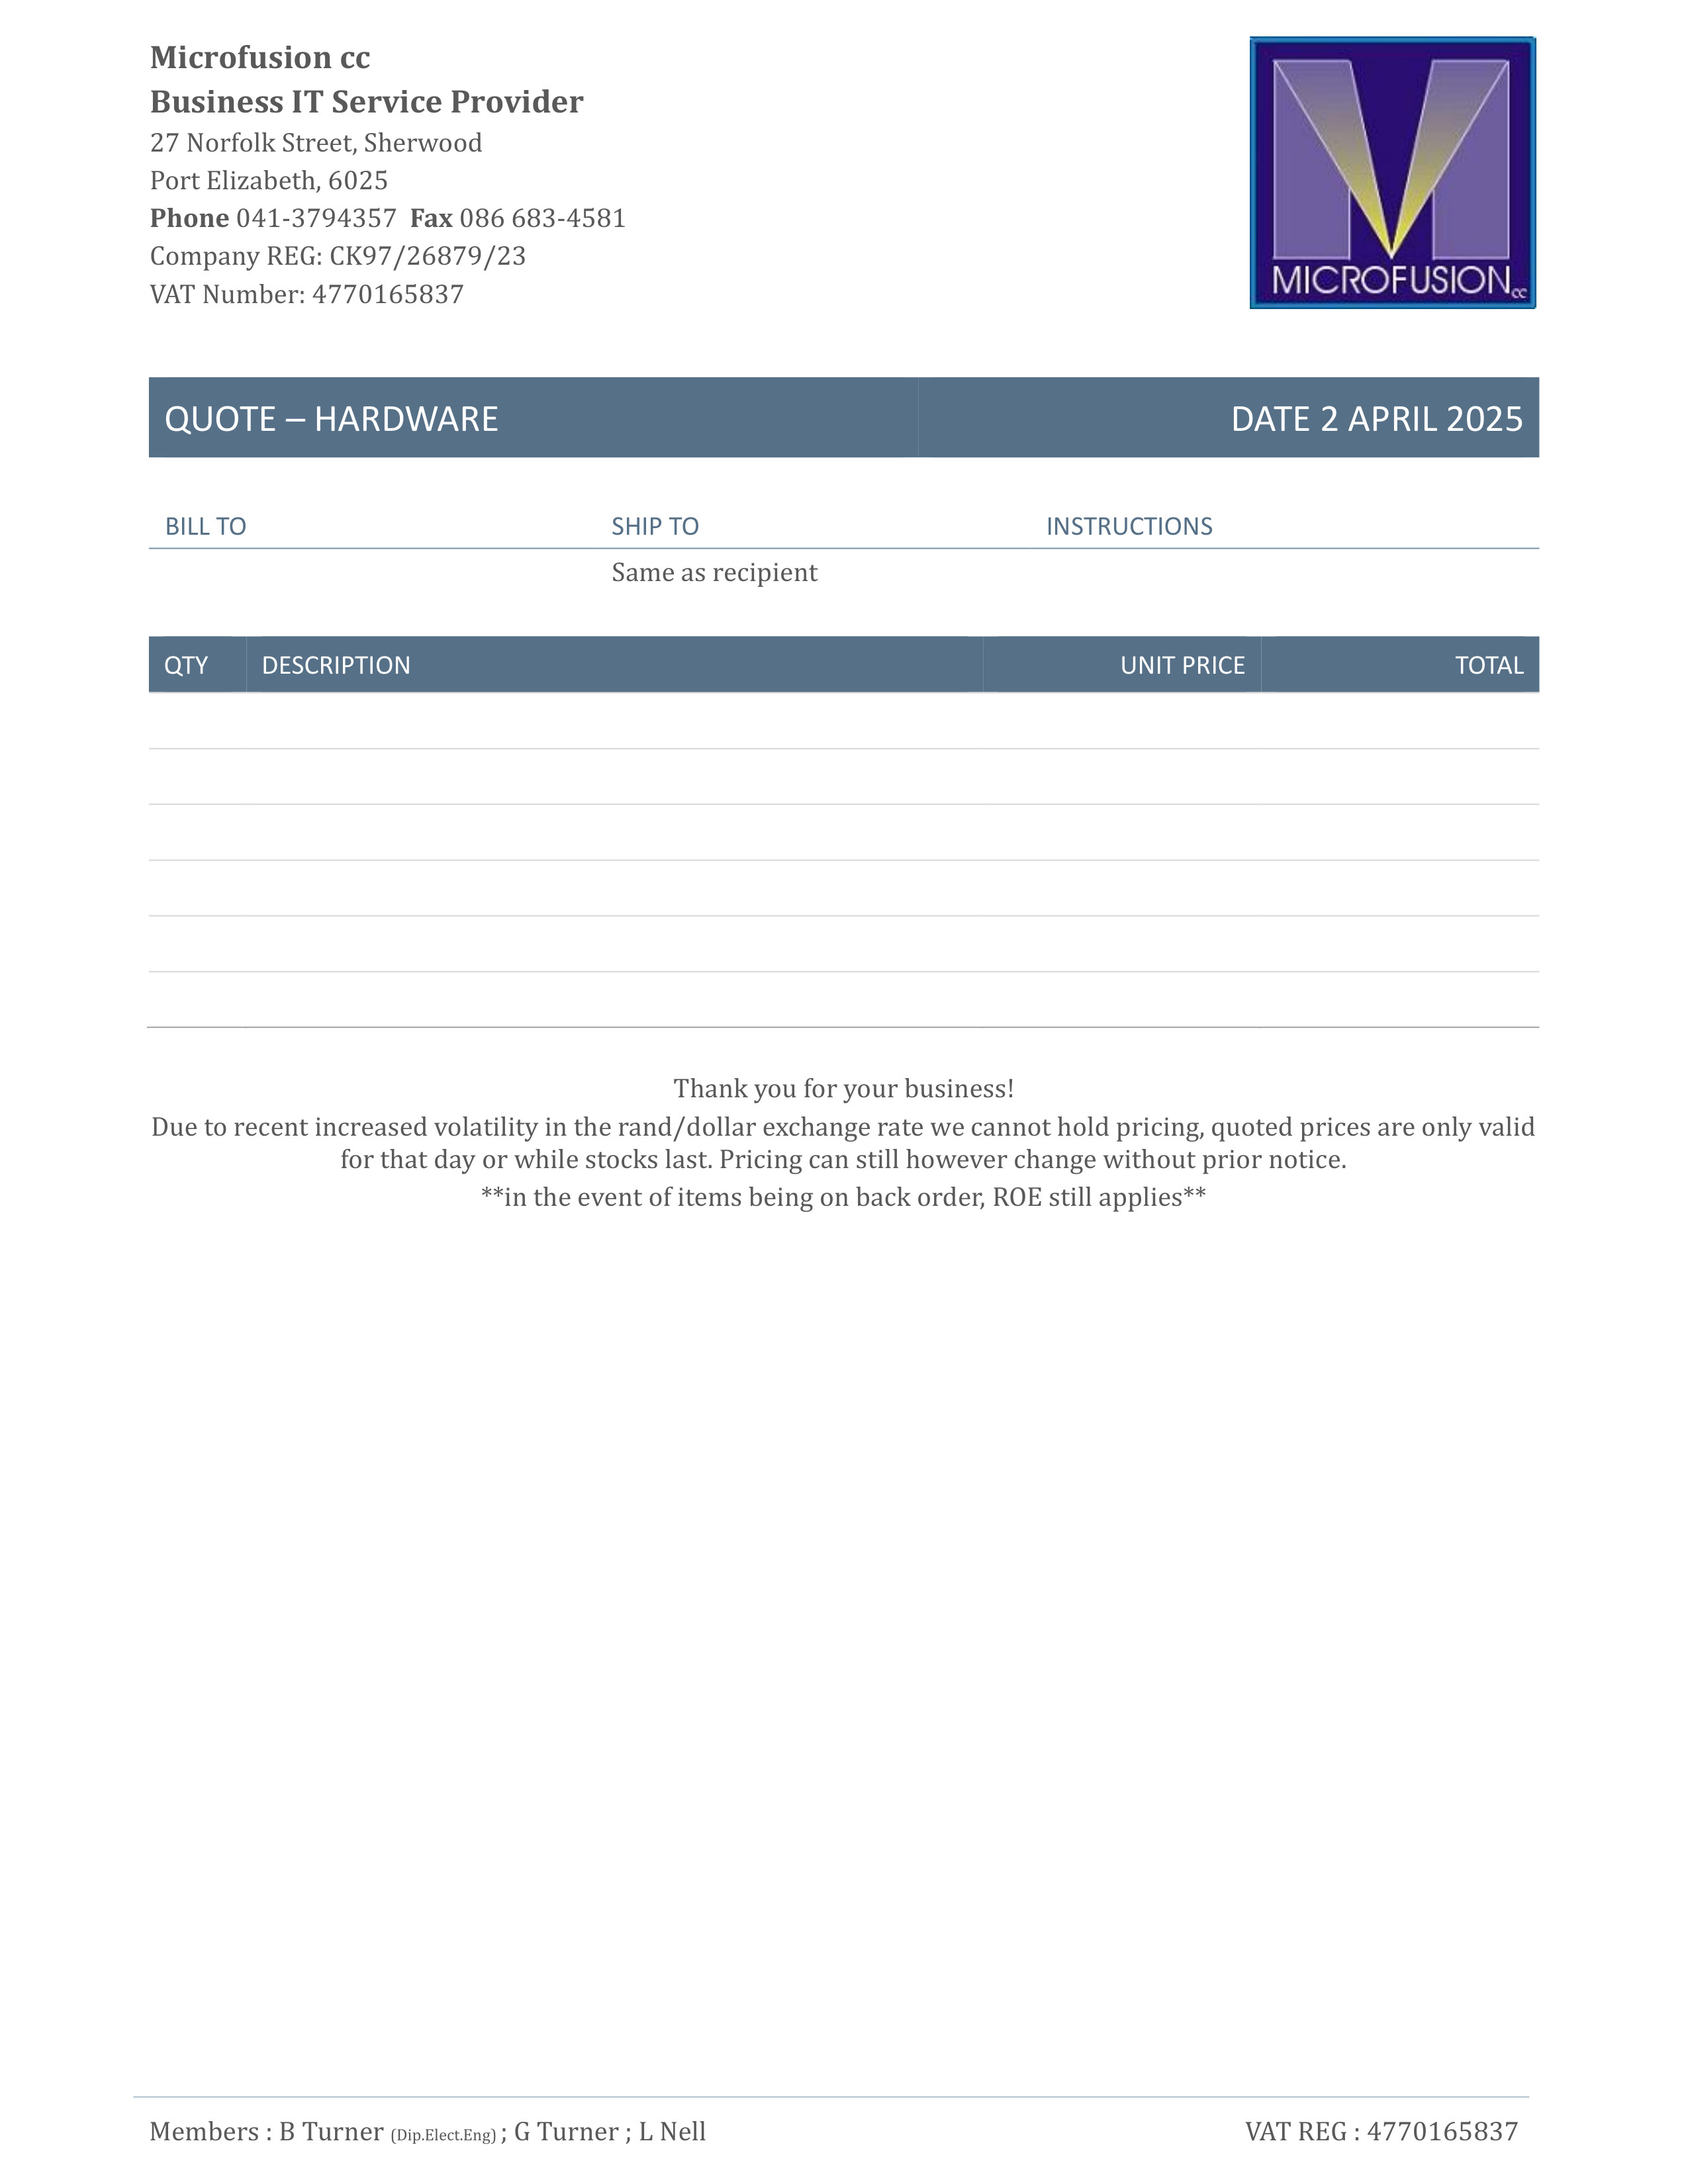 Microfusion cc
Business IT Service Provider
27 Norfolk Street, Sherwood
Port Elizabeth, 6025
Phone 041-3794357  Fax 086 683-4581
Company REG: CK97/26879/23
VAT Number: 4770165837
MICROFUSION cc
QUOTE – HARDWARE DATE 2 APRIL 2025
BILL TO SHIP TO INSTRUCTIONS
Same as recipient
QTY DESCRIPTION UNIT PRICE TOTAL
Thank you for your business!
Due to recent increased volatility in the rand/dollar exchange rate we cannot hold pricing, quoted prices are only valid
for that day or while stocks last. Pricing can still however change without prior notice.
**in the event of items being on back order, ROE still applies**
Members : B Turner (Dip.Elect.Eng) ; G Turner ; L Nell VAT REG : 4770165837